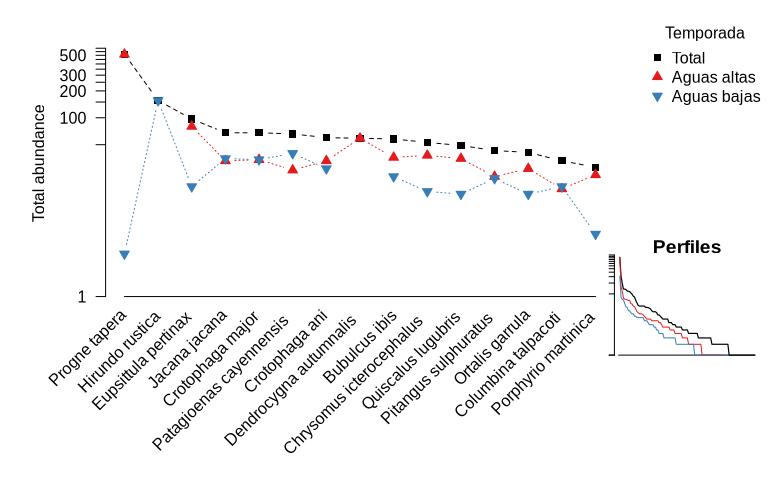 Temporada
Total
Aguas altas
Aguas bajas
Total abundance
500
300
200
100
1
Progne tapera
Hirundo rustica
Eupsittula pertinax
Jacana jacana
Crotophaga major
Patagioenas cayennensis
Crotophaga ani
Dendrocygna autumnalis
Bubulcus ibis
Chrysomus icterocephalus
Quiscalus lugubris
Pitangus sulphuratus
Ortalis garrula
Columbina talpacoti
Porphyrio martinica
Perfiles